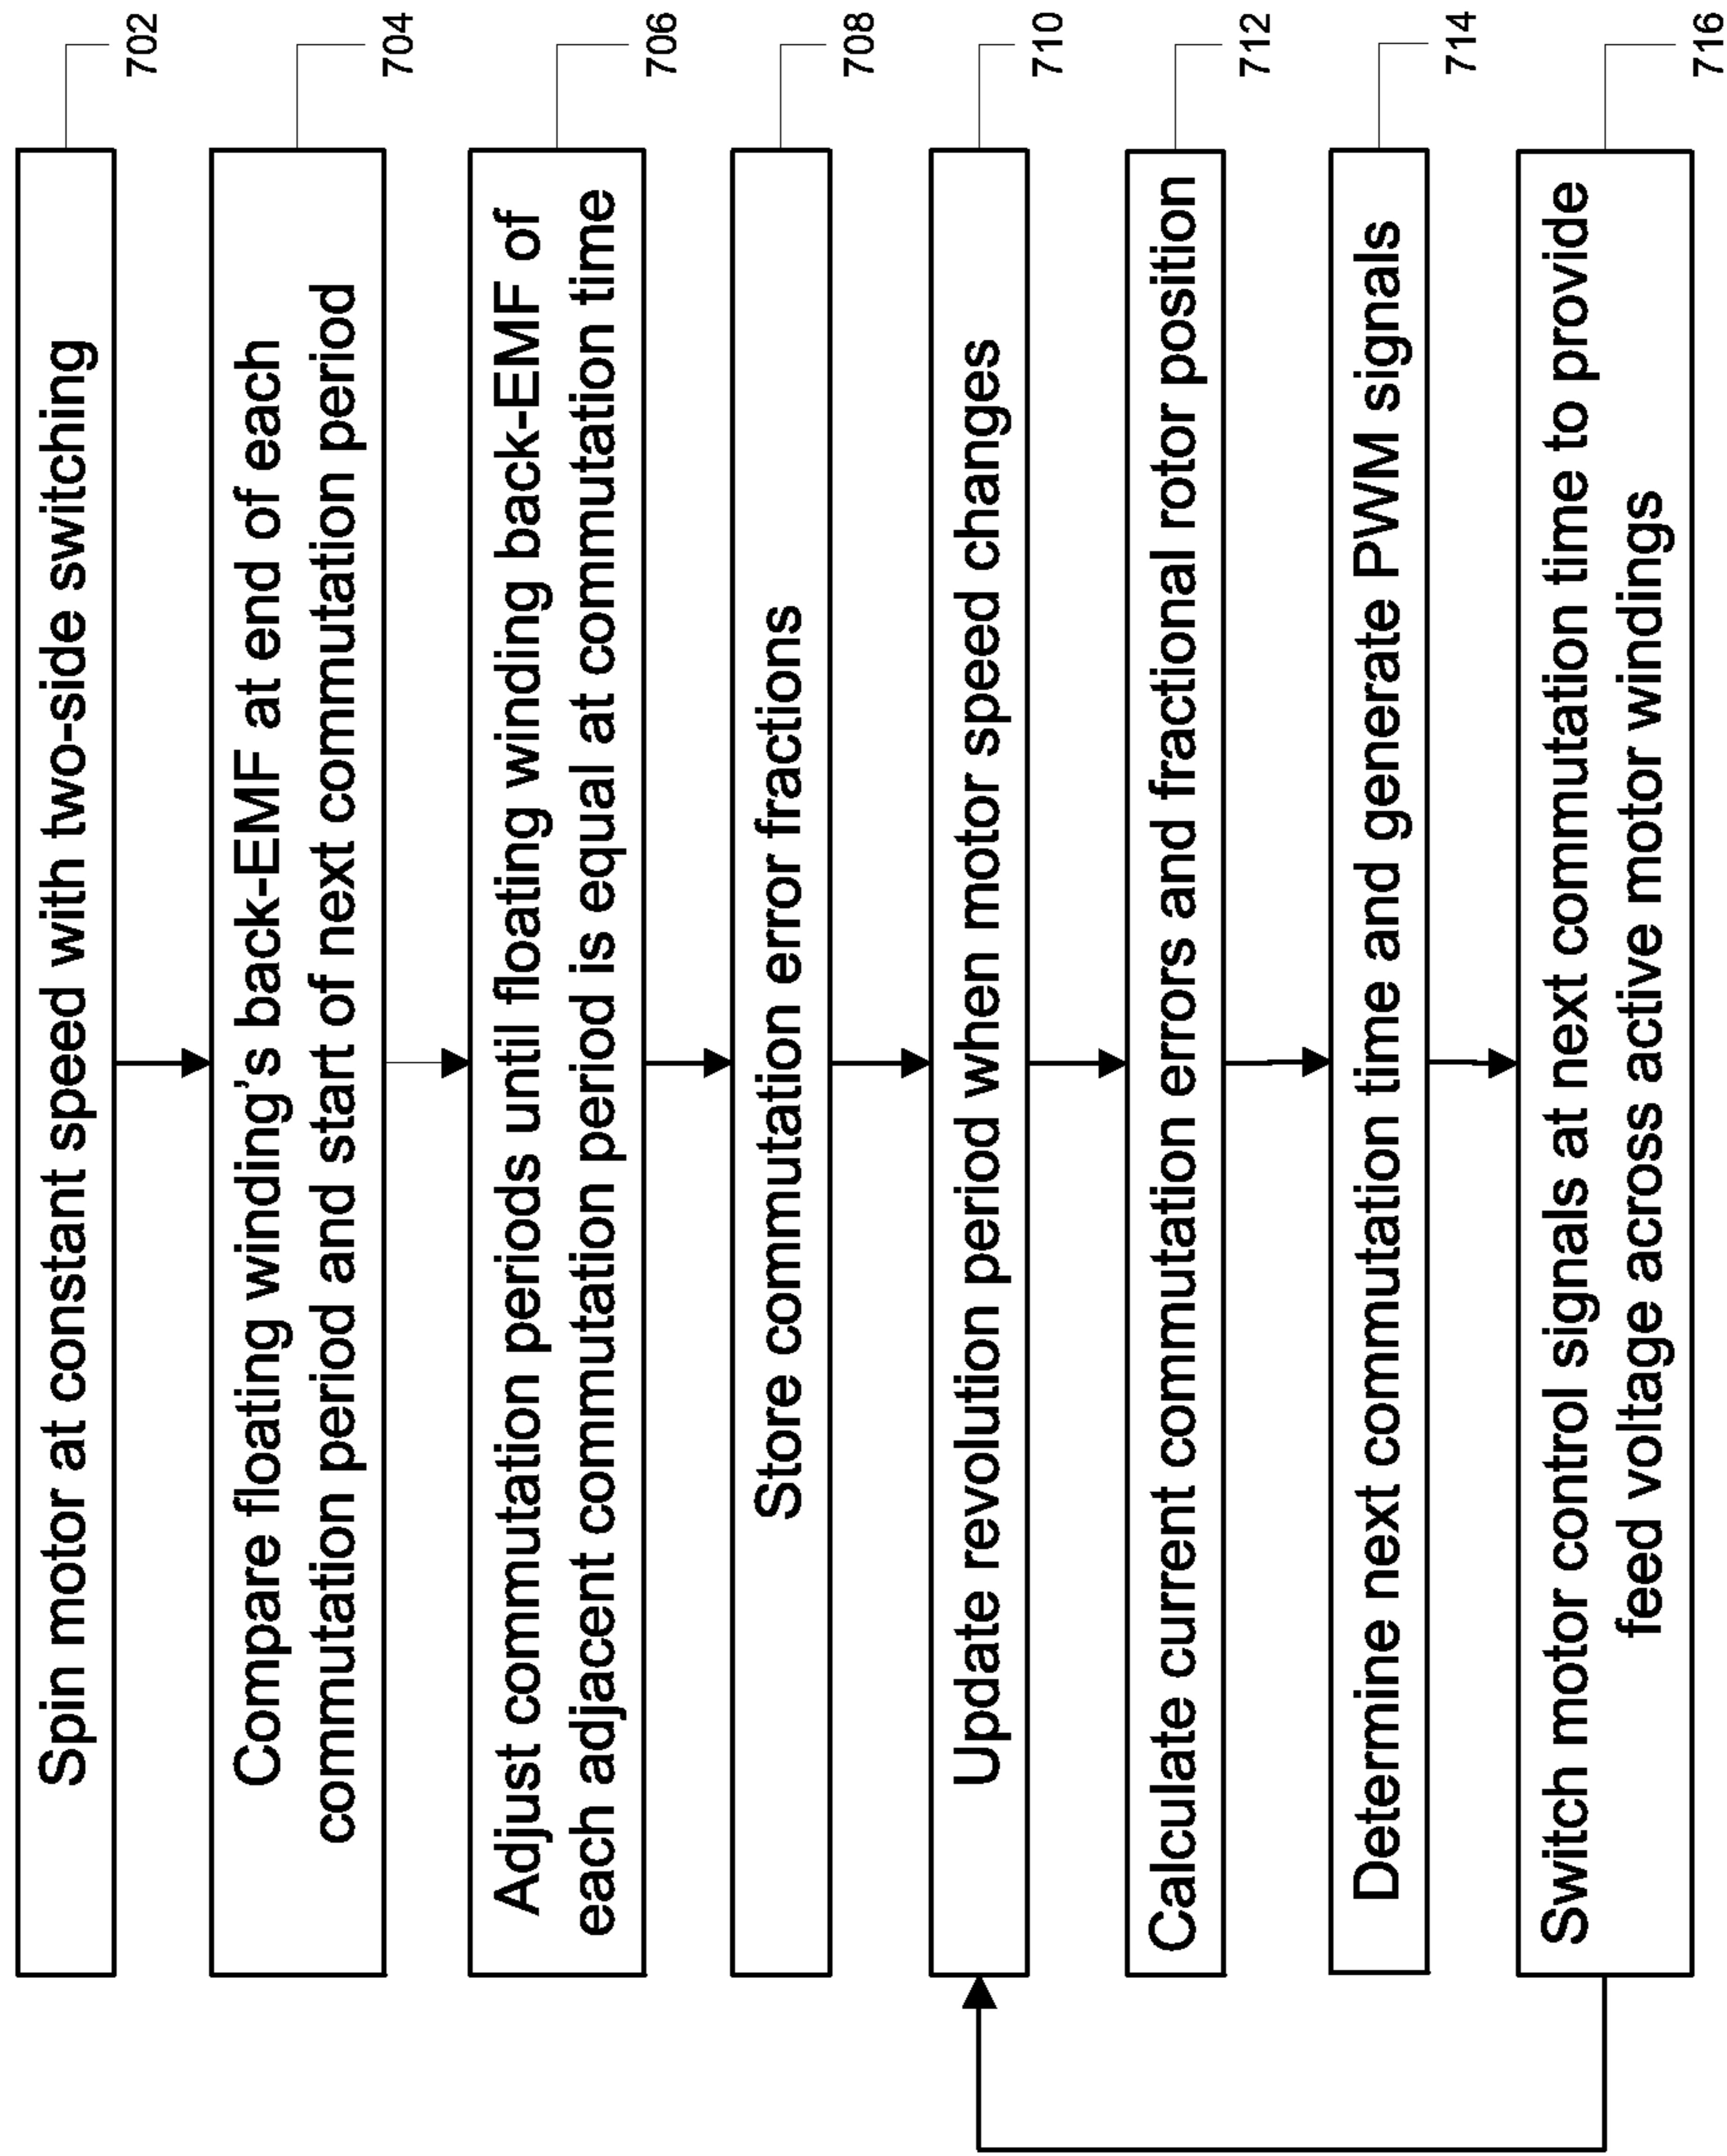 Spin motor at constant speed with two-side switching
702
Compare floating winding's back-EMF at end of each
commutation period and start of next commutation period
704
Adjust commutation periods until floating winding back-EMF of
each adjacent commutation period is equal at commutation time
706
Store commutation error fractions
708
Update revolution period when motor speed changes
710
Calculate current commutation errors and fractional rotor position
712
Determine next commutation time and generate PWM signals
714
Switch motor control signals at next commutation time to provide
feed voltage across active motor windings
716